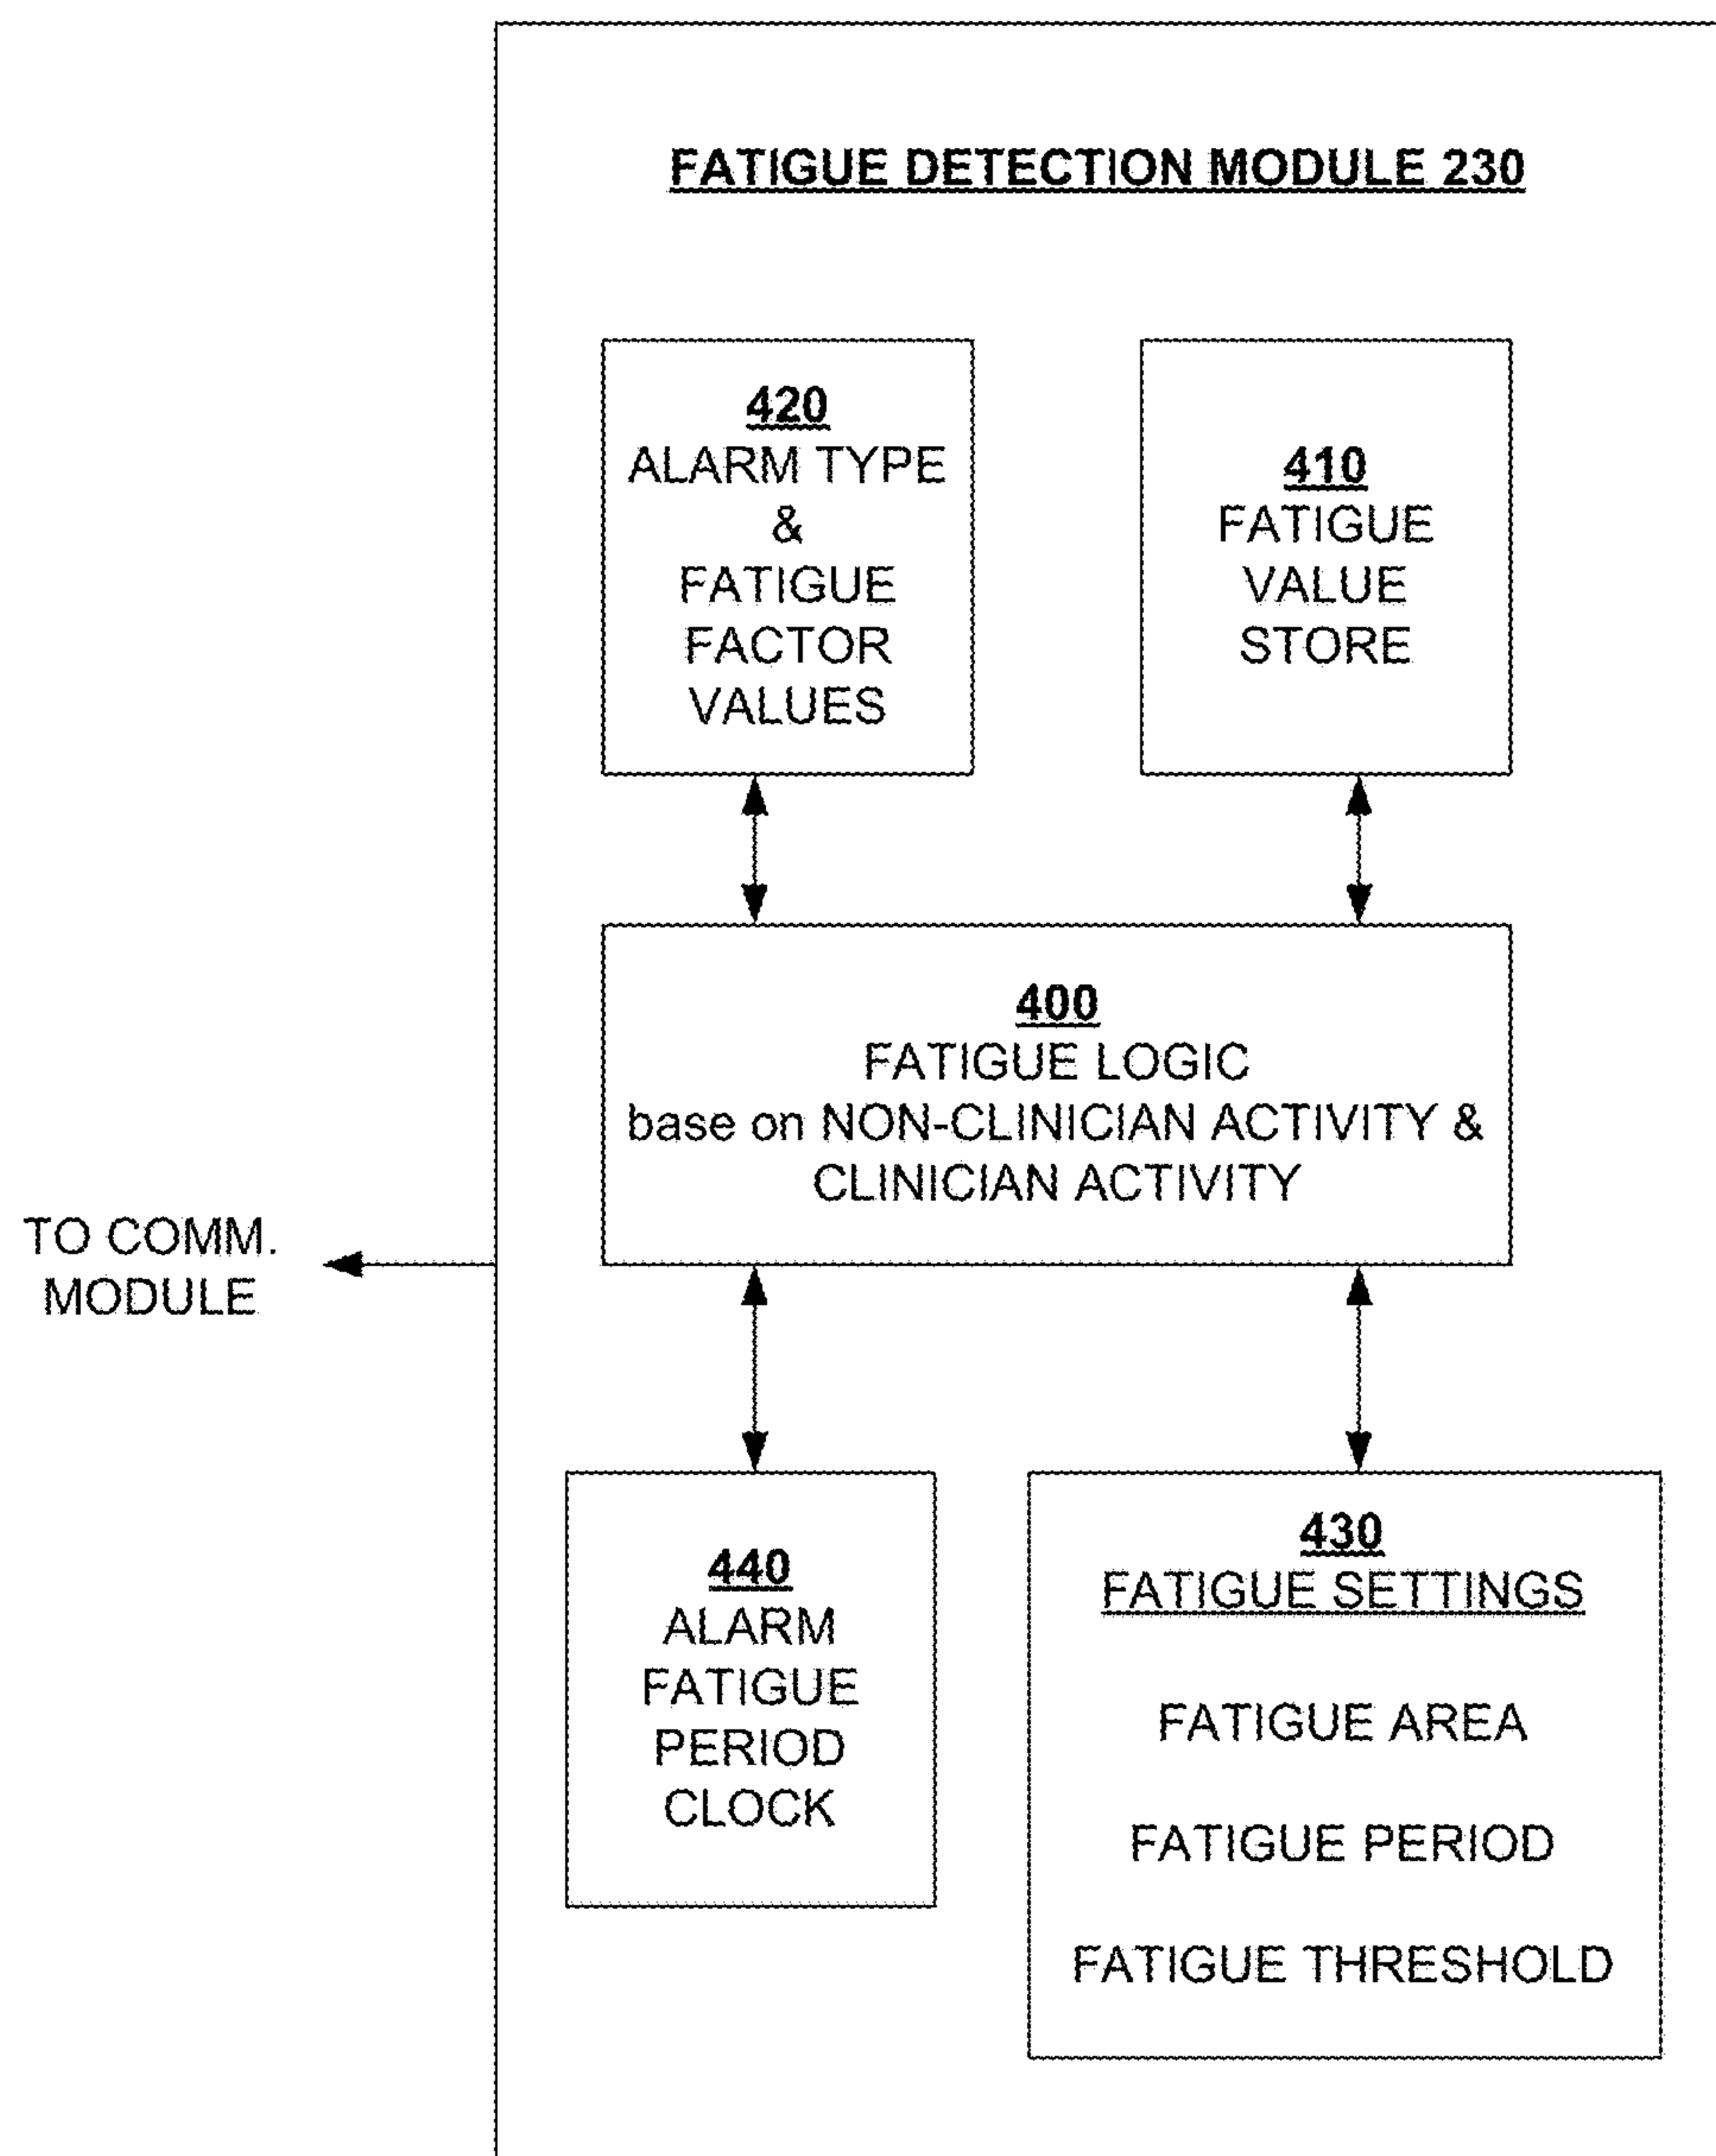 FATIGUE DETECTION MODULE 230
420
ALARM TYPE
&
FATIGUE
FACTOR
VALUES
410
FATIGUE
VALUE
STORE
400
FATIGUE LOGIC
base on NON-CLINICIAN ACTIVITY &
CLINICIAN ACTIVITY
TO COMM.
MODULE
440
ALARM
FATIGUE
PERIOD
CLOCK
430
FATIGUE SETTINGS
FATIGUE AREA
FATIGUE PERIOD
FATIGUE THRESHOLD